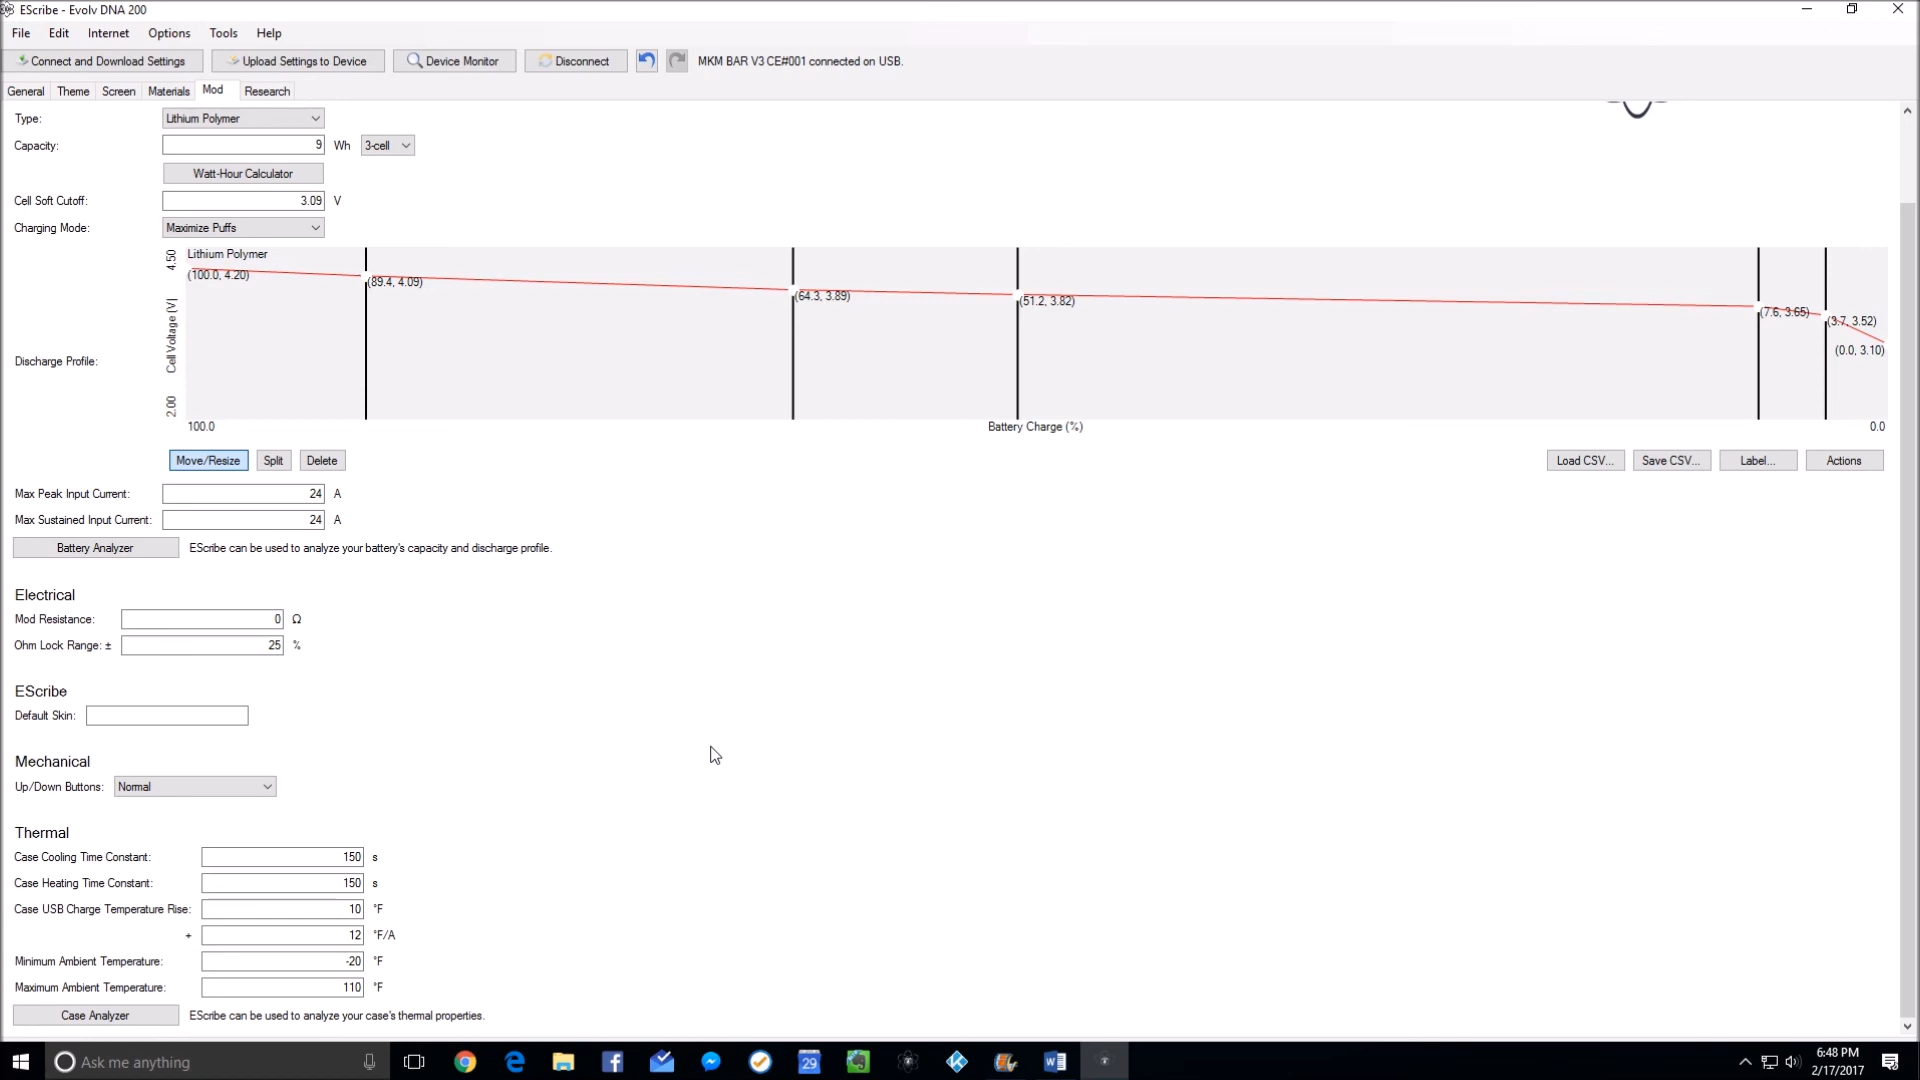 EScribe - Evolv DNA 200
File Edit Internet Options Tools Help
Connect and Download Settings Upload Settings to Device Device Monitor Disconnect MKM BAR V3 CE#001 connected on USB.
General Theme Screen Materials Mod Research
Type: Lithium Polymer
Capacity: 9 Wh 3-cell
Watt-Hour Calculator
Cell Soft Cutoff: 3.09 V
Charging Mode: Maximize Puffs
Lithium Polymer
4.50
(100.0, 4.20)
(89.4, 4.09)
(64.3, 3.89)
(51.2, 3.82)
(7.6, 3.65)
(3.7, 3.52)
(0.0, 3.10)
Cell Voltage [V]
Discharge Profile:
2.00
100.0 Battery Charge (%) 0.0
Move/Resize Split Delete Load CSV... Save CSV... Label... Actions
Max Peak Input Current: 24 A
Max Sustained Input Current: 24 A
Battery Analyzer EScribe can be used to analyze your battery's capacity and discharge profile.
Electrical
Mod Resistance: 0 Ω
Ohm Lock Range: ± 25 %
EScribe
Default Skin:
Mechanical
Up/Down Buttons: Normal
Thermal
Case Cooling Time Constant: 150 s
Case Heating Time Constant: 150 s
Case USB Charge Temperature Rise: 10 °F
+ 12 °F/A
Minimum Ambient Temperature: -20 °F
Maximum Ambient Temperature: 110 °F
Case Analyzer EScribe can be used to analyze your case's thermal properties.
Ask me anything
29
6:48 PM
2/17/2017